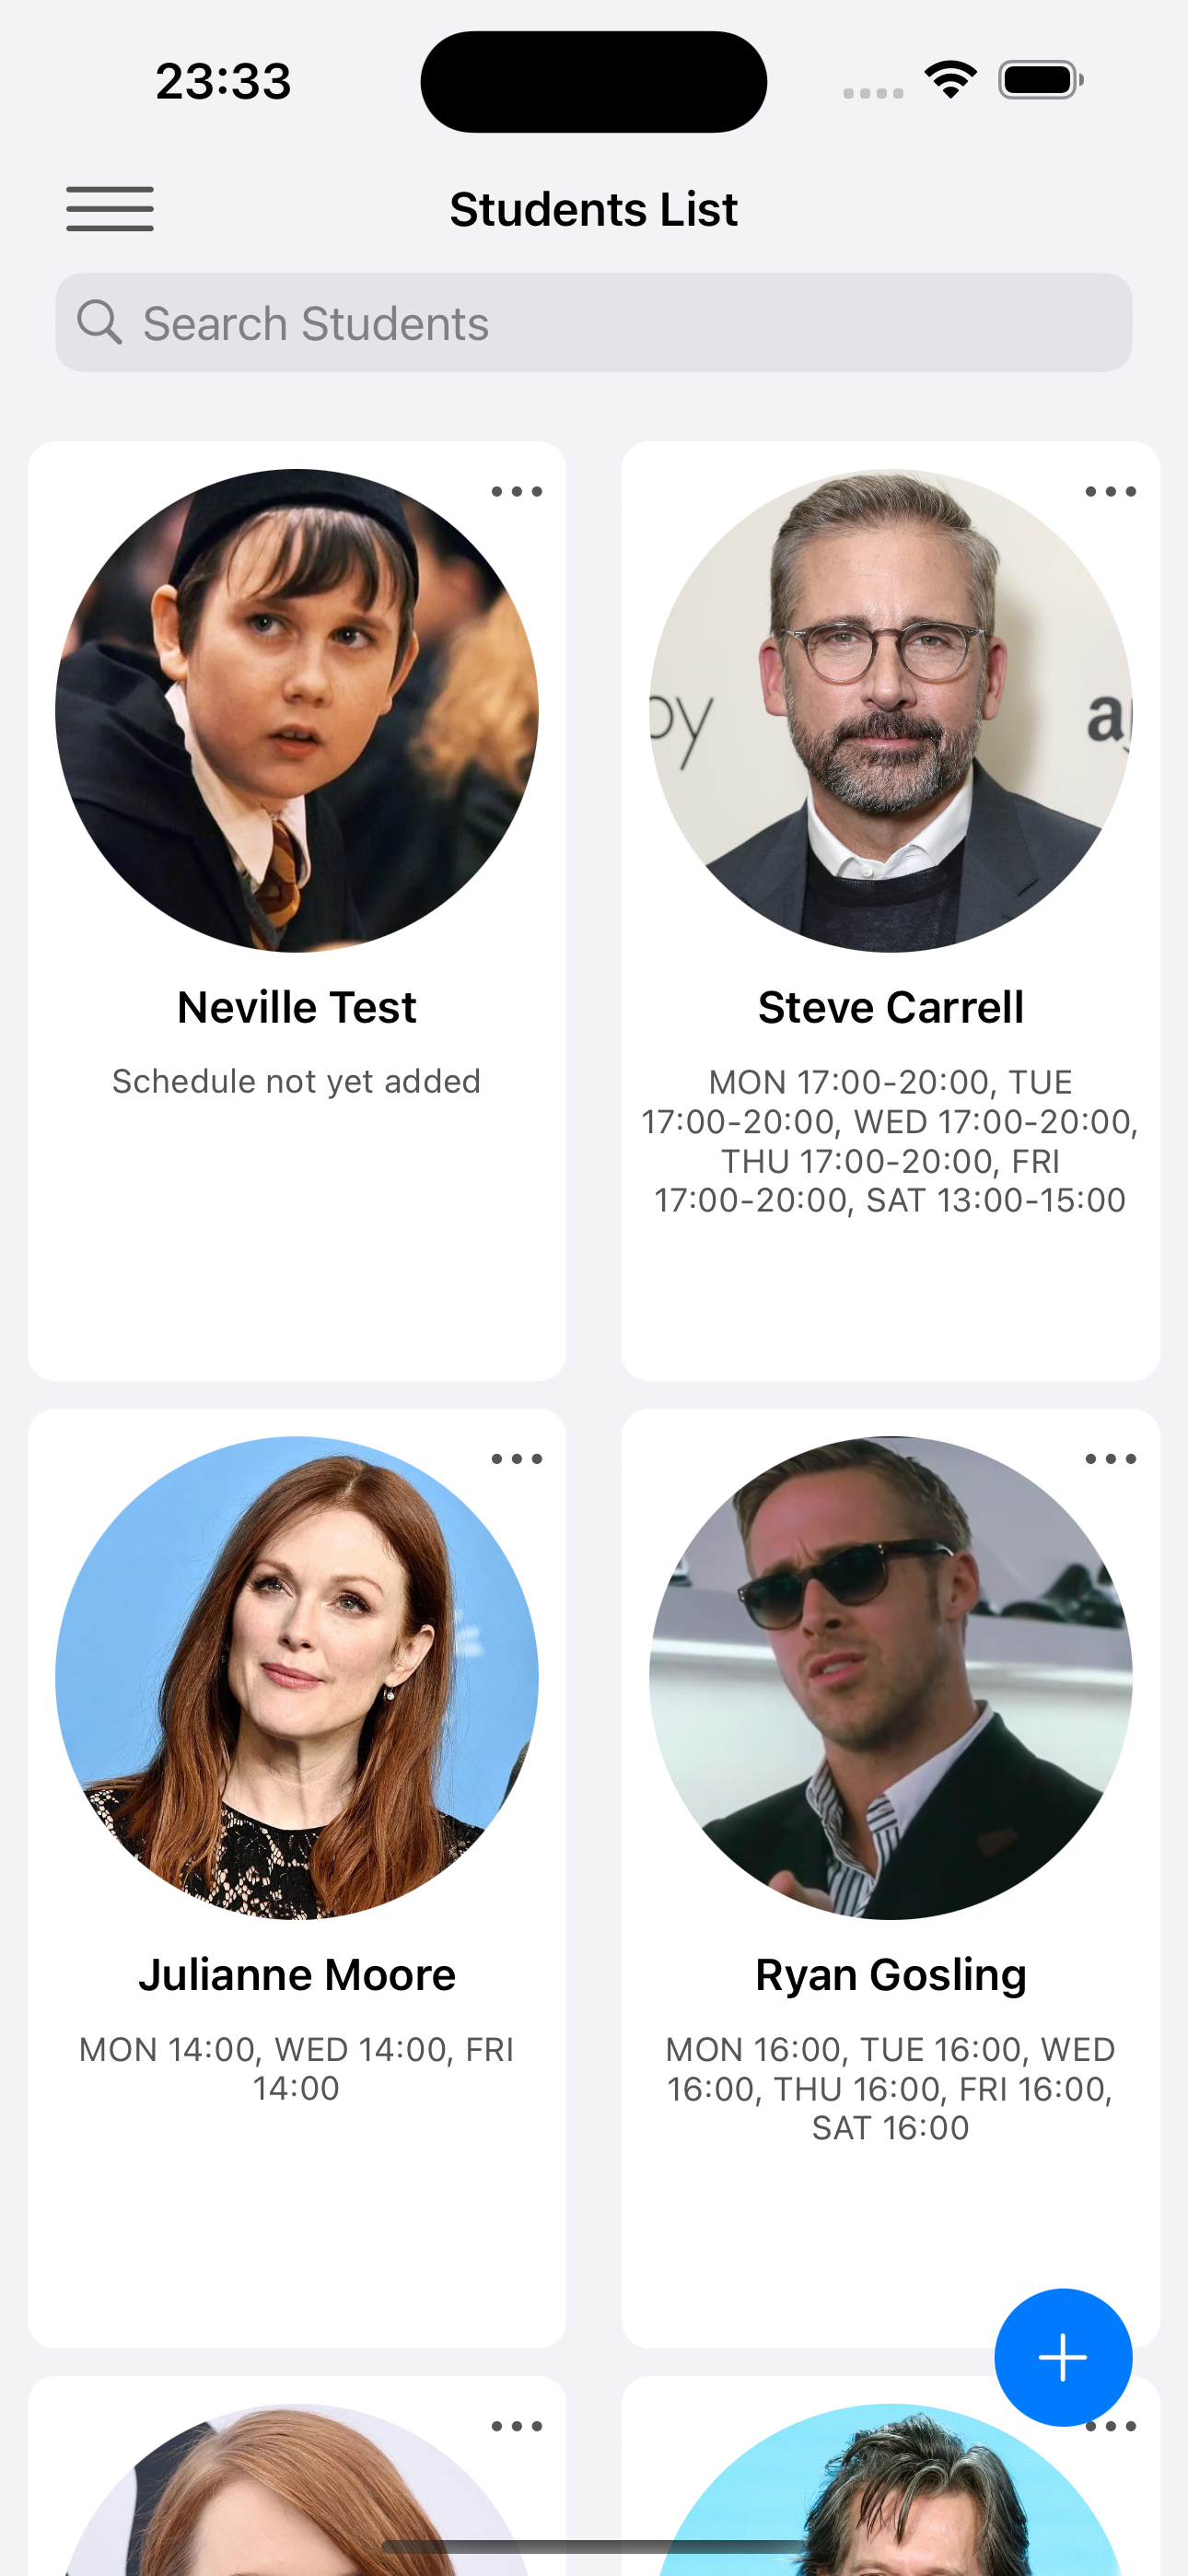 23:33
Students List
Search Students
by
a
Neville Test
Schedule not yet added
Steve Carrell
MON 17:00-20:00, TUE
17:00-20:00, WED 17:00-20:00,
THU 17:00-20:00, FRI
17:00-20:00, SAT 13:00-15:00
Julianne Moore
MON 14:00, WED 14:00, FRI
14:00
Ryan Gosling
MON 16:00, TUE 16:00, WED
16:00, THU 16:00, FRI 16:00,
SAT 16:00